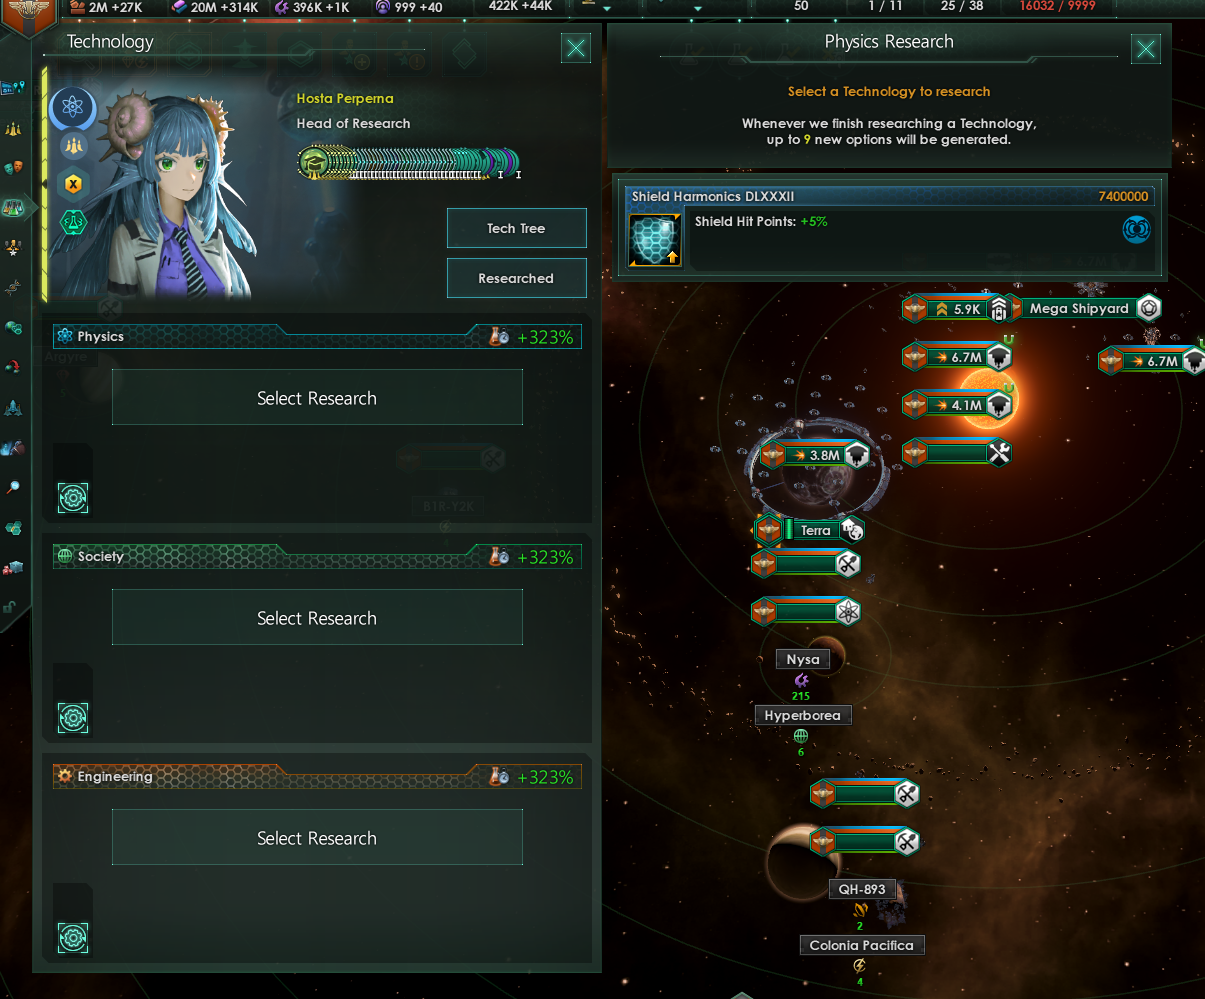 2M +27K
20M +314K
396K +1K
999 +40
422K +44K
50
1 / 11
25 / 38
16032 / 9999
Technology
Hosta Perperna
Head of Research
Tech Tree
Researched
Physics
+323%
Select Research
Society
+323%
Select Research
Engineering
+323%
Select Research
Argyre
B1R-Y2K
Physics Research
Select a Technology to research
Whenever we finish researching a Technology,
up to 9 new options will be generated.
Shield Harmonics DLXXXII
7400000
Shield Hit Points: +5%
5.9K
Mega Shipyard
6.7M
6.7M
4.1M
3.8M
Terra
Nysa
215
Hyperborea
6
QH-893
2
Colonia Pacifica
4